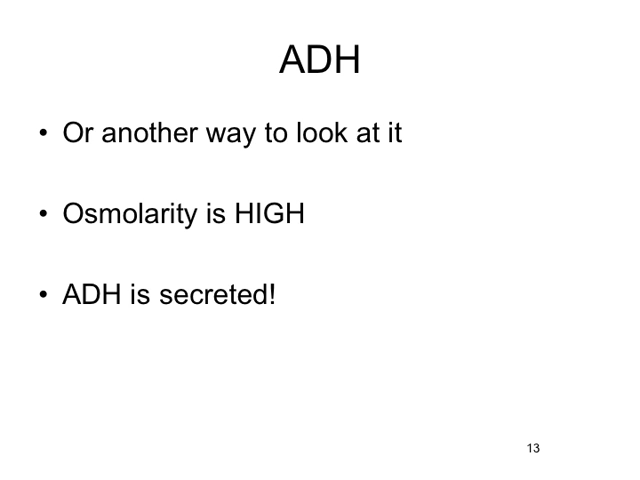 ADH
• Or another way to look at it
• Osmolarity is HIGH
• ADH is secreted!
13